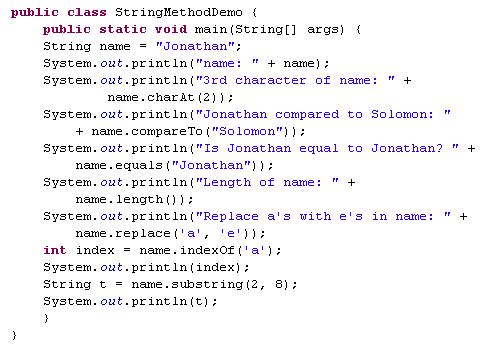 public class StringMethodDemo {
    public static void main(String[] args) {
    String name = "Jonathan";
    System.out.println("name: " + name);
    System.out.println("3rd character of name: " +
            name.charAt(2));
    System.out.println("Jonathan compared to Solomon: "
        + name.compareTo("Solomon"));
    System.out.println("Is Jonathan equal to Jonathan? " +
        name.equals("Jonathan"));
    System.out.println("Length of name: " +
        name.length());
    System.out.println("Replace a's with e's in name: " +
        name.replace('a', 'e'));
    int index = name.indexOf('a');
    System.out.println(index);
    String t = name.substring(2, 8);
    System.out.println(t);
    }
}